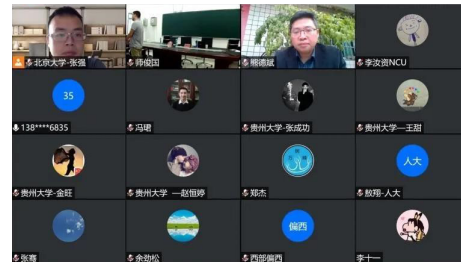 北京大学-张强
师俊国
熊德斌
李汝资NCU
35
138****6835
冯珺
贵州大学-张成功
贵州大学—王甜
贵州大学-金旺
贵州大学 —赵恒婷
郑杰
人大
敖翔-人大
张骞
余劲松
偏西
西部偏西
李十一